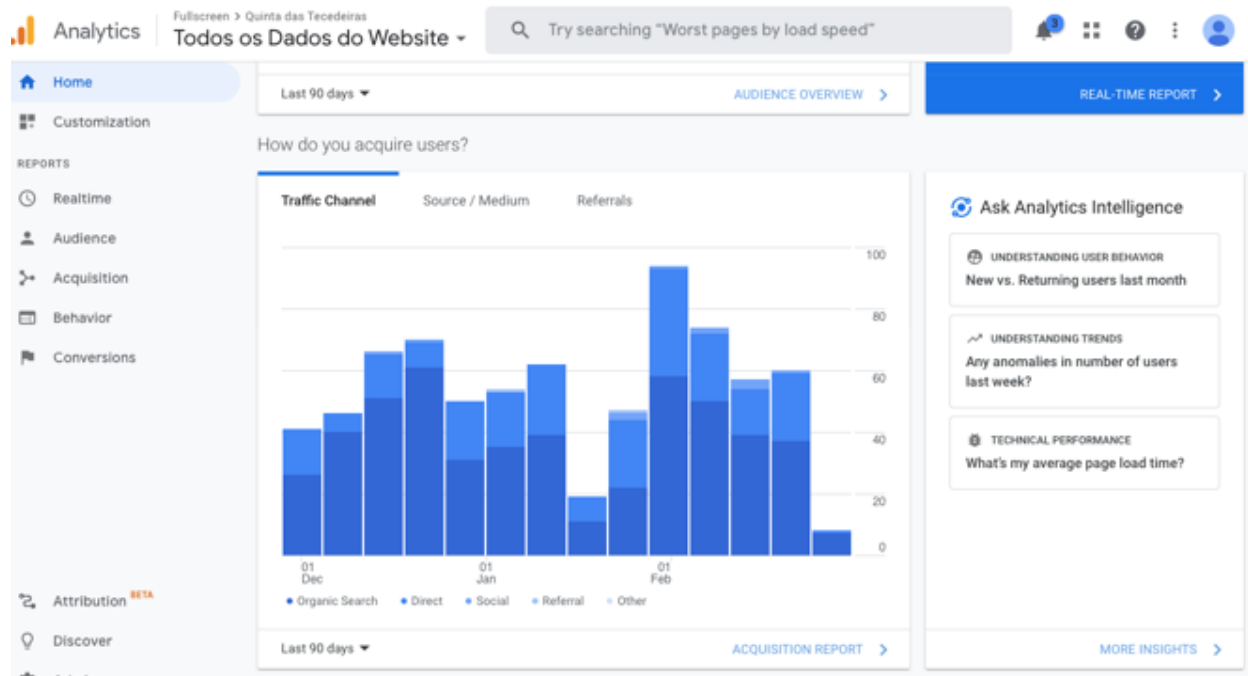 Analytics
Fullscreen > Quinta das Tecedeiras
Todos os Dados do Website
Try searching "Worst pages by load speed"
3
Home
Customization
REPORTS
Realtime
Audience
Acquisition
Behavior
Conversions
Attribution BETA
Discover
Last 90 days
AUDIENCE OVERVIEW
REAL-TIME REPORT
How do you acquire users?
Traffic Channel
Source / Medium
Referrals
100
80
60
40
20
0
01
Dec
01
Jan
01
Feb
Organic Search
Direct
Social
Referral
Other
Last 90 days
ACQUISITION REPORT
Ask Analytics Intelligence
UNDERSTANDING USER BEHAVIOR
New vs. Returning users last month
UNDERSTANDING TRENDS
Any anomalies in number of users
last week?
TECHNICAL PERFORMANCE
What's my average page load time?
MORE INSIGHTS